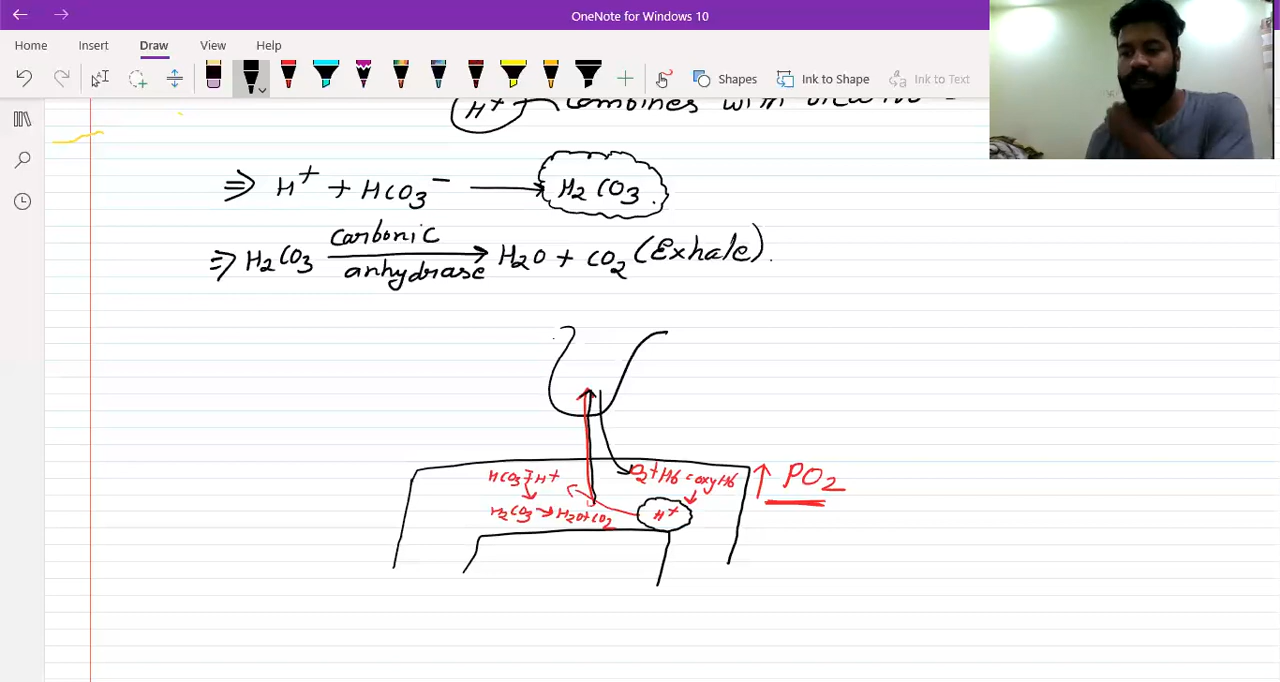 OneNote for Windows 10
Home Insert Draw View Help
Shapes Ink to Shape Ink to Text
H+ combines with
⇒ H+ + HCO3− → H2CO3.
⇒ H2CO3 carbonic anhydrase → H2O + CO2 (Exhale).
HCO3− + H+ O2 + Hb = oxyHb ↑ PO2
H2CO3 → H2O + CO2 H+